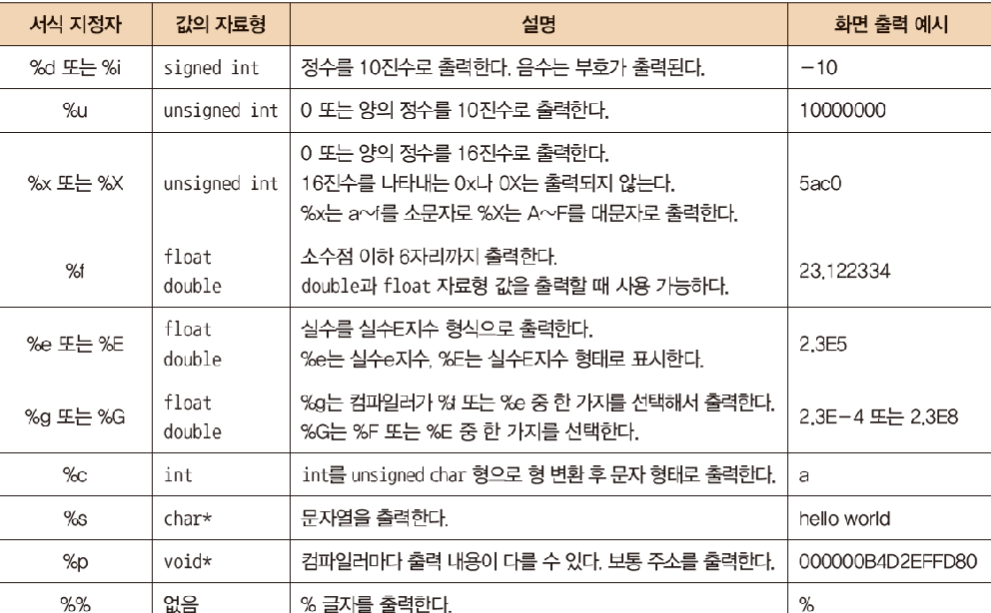 서식 지정자 값의 자료형 설명 화면 출력 예시
%d 또는 %i signed int 정수를 10진수로 출력한다. 음수는 부호가 출력된다. -10
%u unsigned int 0 또는 양의 정수를 10진수로 출력한다. 10000000
0 또는 양의 정수를 16진수로 출력한다.
%x 또는 %X unsigned int 16진수를 나타내는 0x나 0X는 출력되지 않는다. 5ac0
%x는 a~f를 소문자로 %X는 A~F를 대문자로 출력한다.
%f float 소수점 이하 6자리까지 출력한다. 23.122334
double double과 float 자료형 값을 출력할 때 사용 가능하다.
%e 또는 %E float 실수를 실수E지수 형식으로 출력한다. 2.3E5
double %e는 실수e지수, %E는 실수E지수 형태로 표시한다.
%g 또는 %G float %g는 컴파일러가 %f 또는 %e 중 한 가지를 선택해서 출력한다. 2.3E-4 또는 2.3E8
double %G는 %F 또는 %E 중 한 가지를 선택한다.
%c int int를 unsigned char 형으로 형 변환 후 문자 형태로 출력한다. a
%s char* 문자열을 출력한다. hello world
%p void* 컴파일러마다 출력 내용이 다를 수 있다. 보통 주소를 출력한다. 000000B4D2EFFD80
%% 없음 % 글자를 출력한다. %